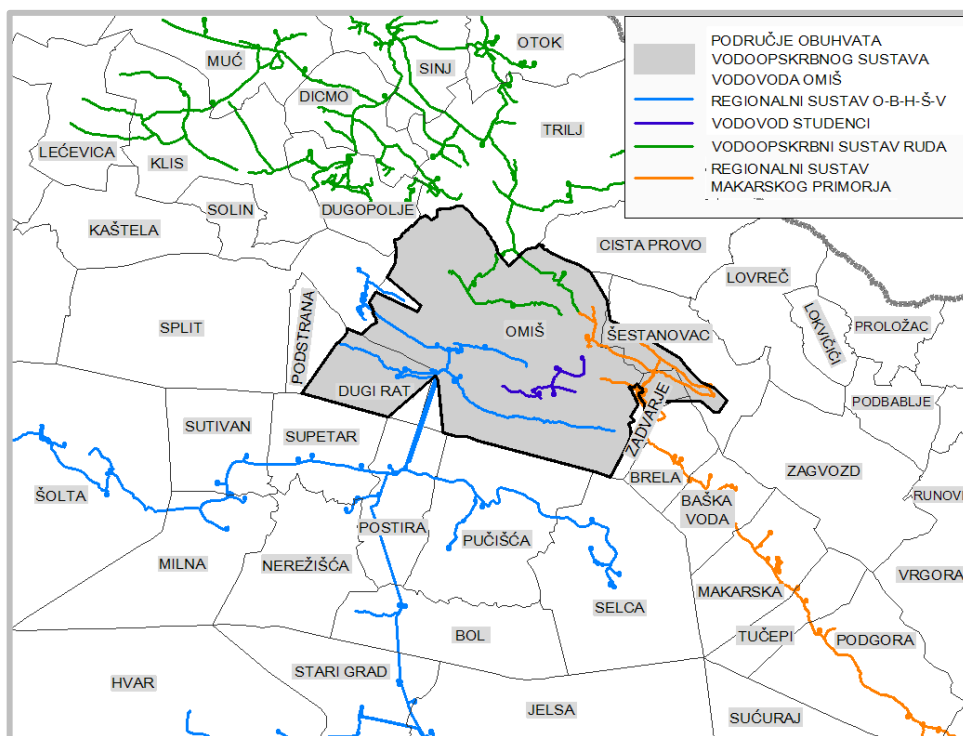 PODRUČJE OBUHVATA
VODOOPSKRBNOG SUSTAVA
VODOVODA OMIŠ
REGIONALNI SUSTAV O-B-H-Š-V
VODOVOD STUDENCI
VODOOPSKRBNI SUSTAV RUDA
REGIONALNI SUSTAV
MAKARSKOG PRIMORJA
OTOK
MUĆ
SINJ
DICMO
TRILJ
LEĆEVICA
KLIS
SOLIN
DUGOPOLJE
KAŠTELA
CISTA PROVO
LOVREČ
SPLIT
PODSTRANA
OMIŠ
ŠESTANOVAC
LOKVIČIĆI
PROLOŽAC
DUGI RAT
ZADVARJE
PODBABLJE
SUTIVAN
SUPETAR
ŠOLTA
BRELA
ZAGVOZD
BAŠKA
VODA
RUNOVI
POSTIRA
PUČIŠĆA
MILNA
NEREŽIŠĆA
VRGORA
SELCA
MAKARSKA
BOL
TUČEPI
PODGORA
STARI GRAD
HVAR
JELSA
SUĆURAJ